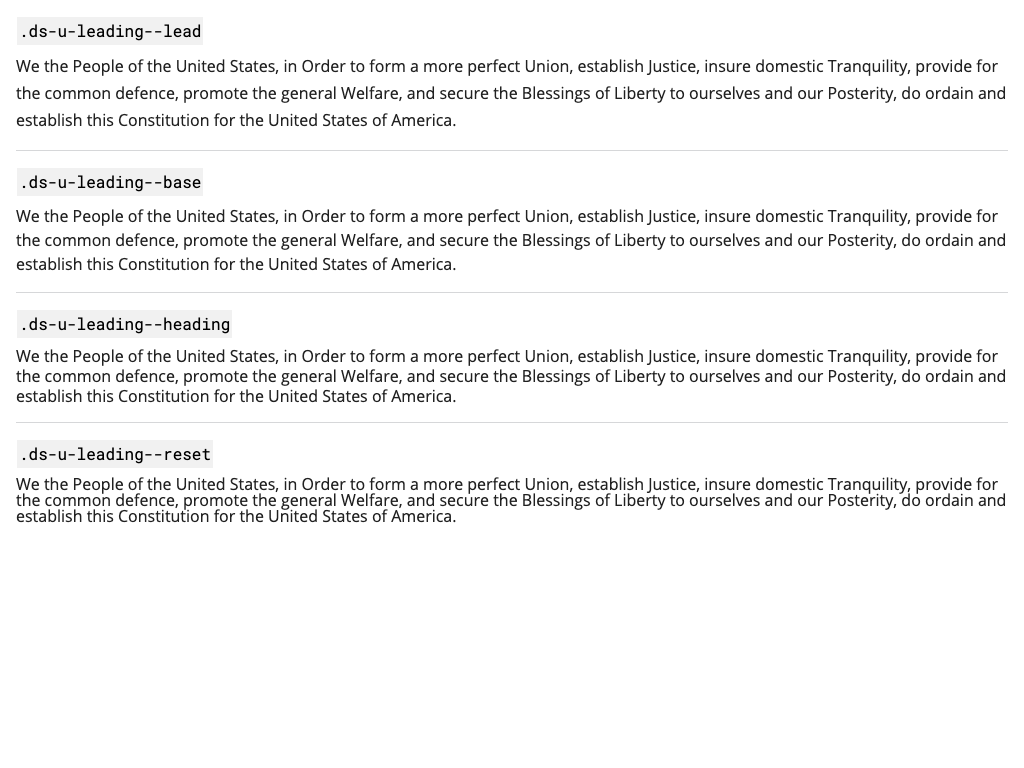 .ds-u-leading--lead
We the People of the United States, in Order to form a more perfect Union, establish Justice, insure domestic Tranquility, provide for
the common defence, promote the general Welfare, and secure the Blessings of Liberty to ourselves and our Posterity, do ordain and
establish this Constitution for the United States of America.
.ds-u-leading--base
We the People of the United States, in Order to form a more perfect Union, establish Justice, insure domestic Tranquility, provide for
the common defence, promote the general Welfare, and secure the Blessings of Liberty to ourselves and our Posterity, do ordain and
establish this Constitution for the United States of America.
.ds-u-leading--heading
We the People of the United States, in Order to form a more perfect Union, establish Justice, insure domestic Tranquility, provide for
the common defence, promote the general Welfare, and secure the Blessings of Liberty to ourselves and our Posterity, do ordain and
establish this Constitution for the United States of America.
.ds-u-leading--reset
We the People of the United States, in Order to form a more perfect Union, establish Justice, insure domestic Tranquility, provide for
the common defence, promote the general Welfare, and secure the Blessings of Liberty to ourselves and our Posterity, do ordain and
establish this Constitution for the United States of America.